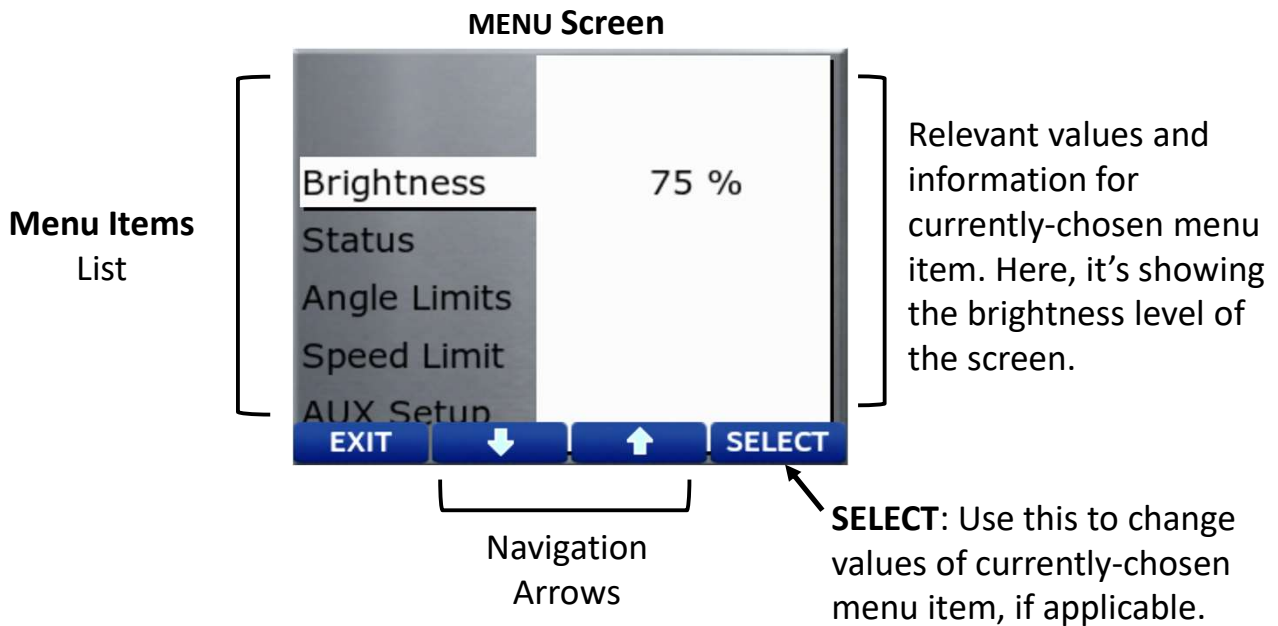 MENU Screen
Menu Items
List
Brightness
75 %
Status
Angle Limits
Speed Limit
AUX Setup
EXIT
SELECT
Relevant values and
information for
currently-chosen menu
item. Here, it’s showing
the brightness level of
the screen.
Navigation
Arrows
SELECT: Use this to change
values of currently-chosen
menu item, if applicable.